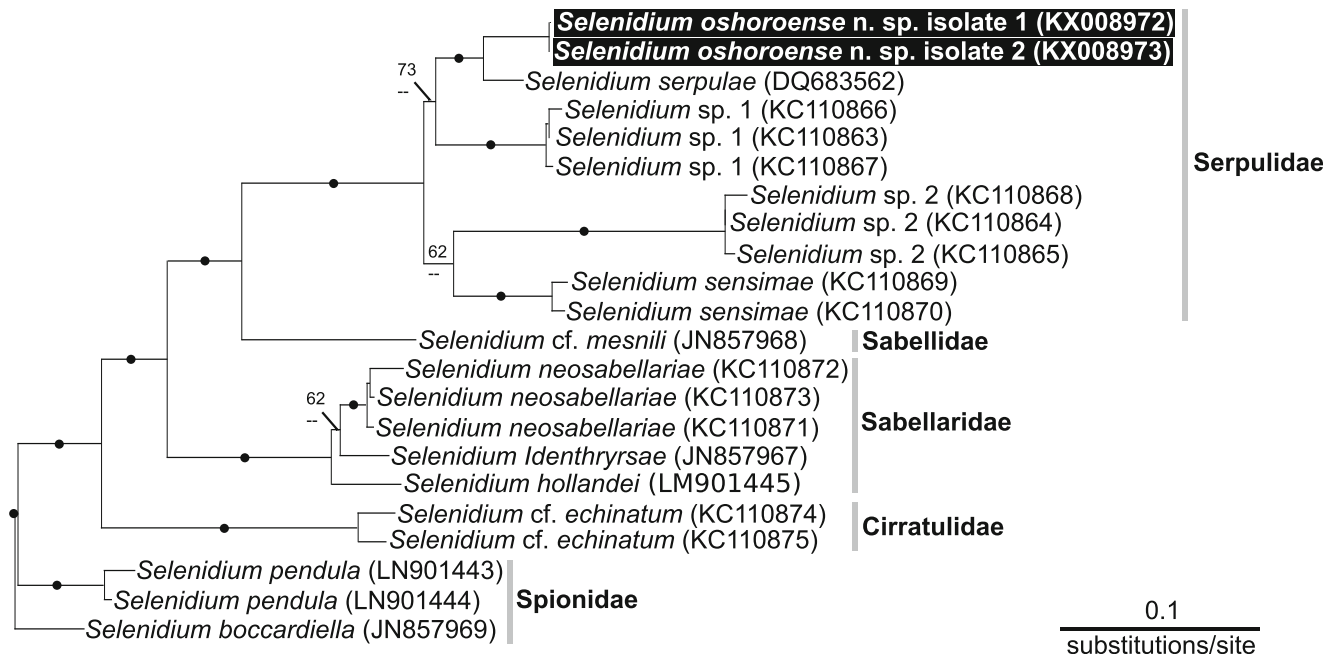 Selenidium oshoroense n. sp. isolate 1 (KX008972)
Selenidium oshoroense n. sp. isolate 2 (KX008973)
73
--
Selenidium serpulae (DQ683562)
Selenidium sp. 1 (KC110866)
Selenidium sp. 1 (KC110863)
Selenidium sp. 1 (KC110867)
Serpulidae
Selenidium sp. 2 (KC110868)
Selenidium sp. 2 (KC110864)
62
--
Selenidium sp. 2 (KC110865)
Selenidium sensimae (KC110869)
Selenidium sensimae (KC110870)
Selenidium cf. mesnili (JN857968)
Sabellidae
Selenidium neosabellariae (KC110872)
62
--
Selenidium neosabellariae (KC110873)
Selenidium neosabellariae (KC110871)
Sabellaridae
Selenidium Identhryrsae (JN857967)
Selenidium hollandei (LM901445)
Selenidium cf. echinatum (KC110874)
Selenidium cf. echinatum (KC110875)
Cirratulidae
Selenidium pendula (LN901443)
Selenidium pendula (LN901444)
Spionidae
Selenidium boccardiella (JN857969)
0.1
substitutions/site